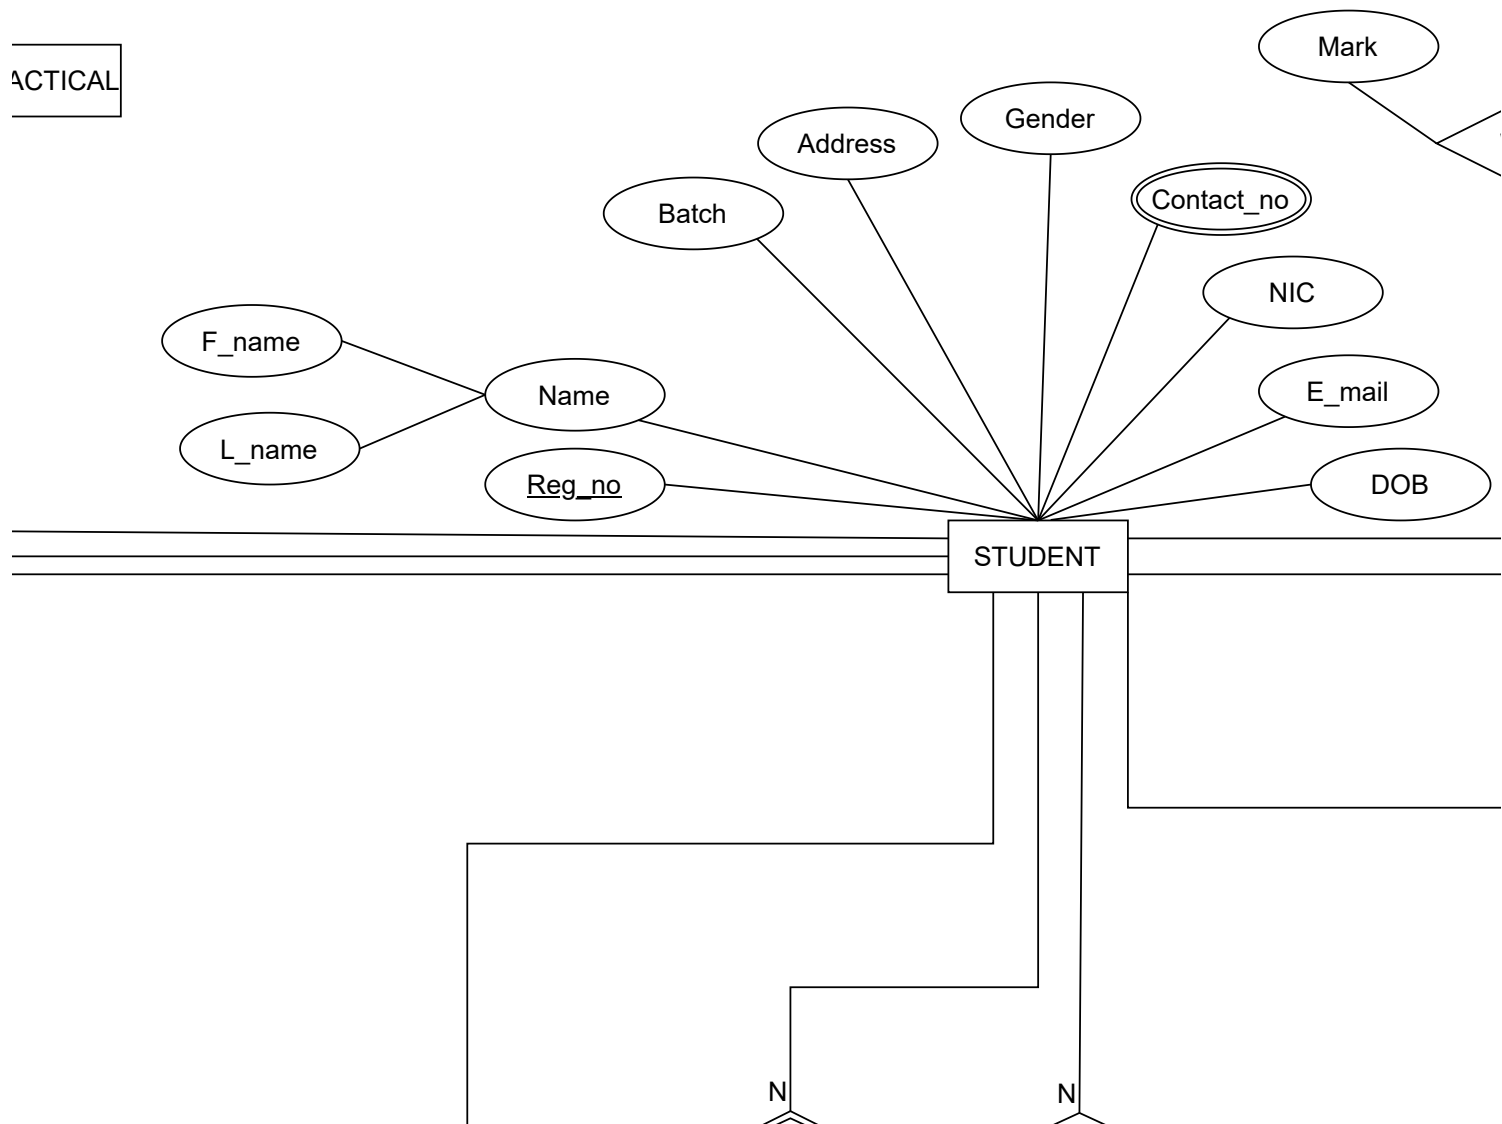 Mark
ACTICAL
Gender
Address
Contact_no
Batch
NIC
F_name
E_mail
Name
L_name
Reg_no
DOB
STUDENT
N
N